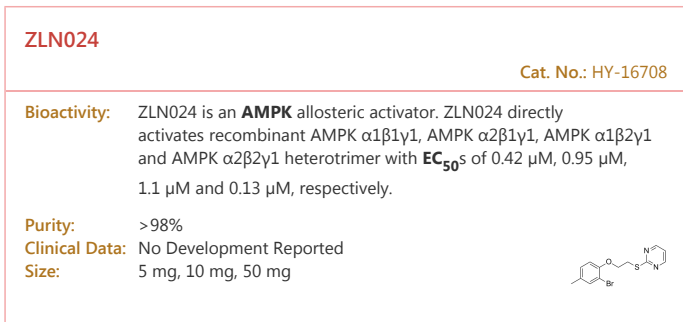 ZLN024
Cat. No.: HY-16708
Bioactivity: ZLN024 is an AMPK allosteric activator. ZLN024 directly
activates recombinant AMPK α1β1γ1, AMPK α2β1γ1, AMPK α1β2γ1
and AMPK α2β2γ1 heterotrimer with EC50s of 0.42 μM, 0.95 μM,
1.1 μM and 0.13 μM, respectively.
Purity: >98%
Clinical Data: No Development Reported
Size: 5 mg, 10 mg, 50 mg
N
O
S N
Br